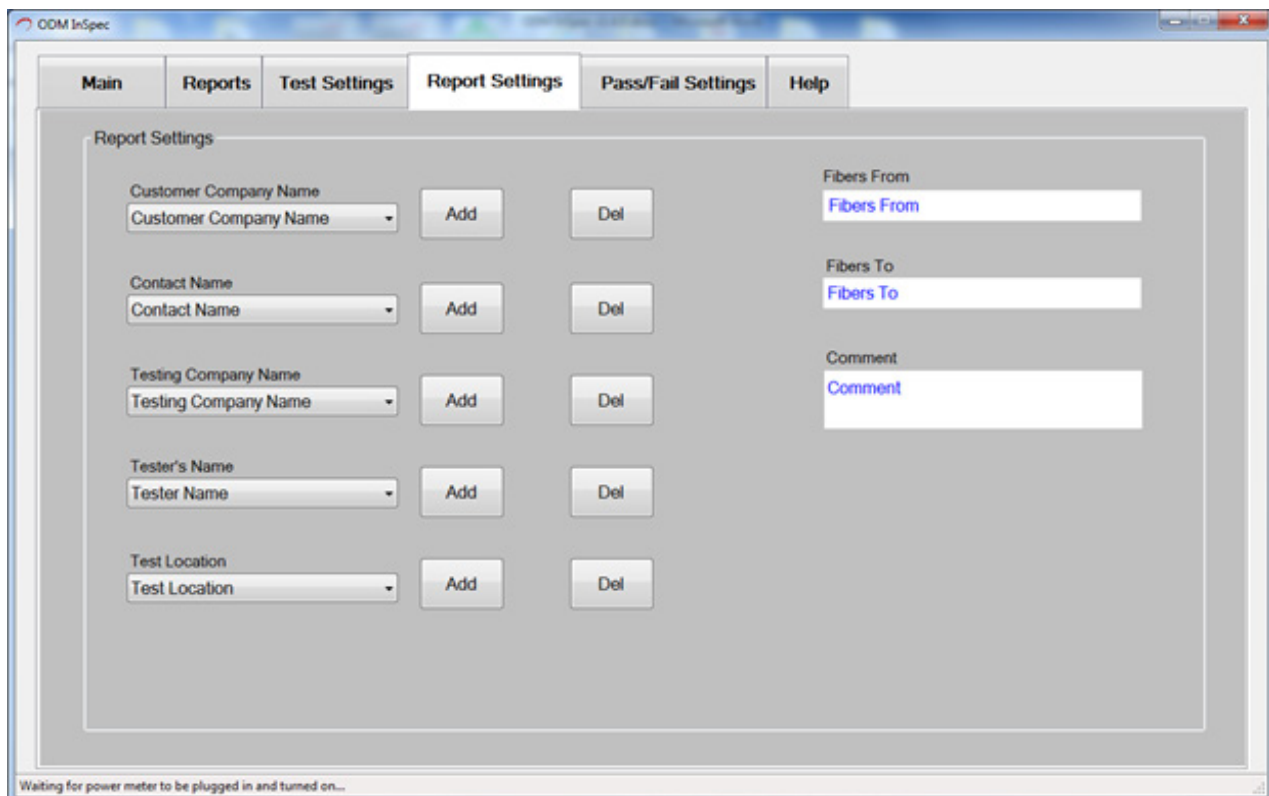 ODM InSpec
Main Reports Test Settings Report Settings Pass/Fail Settings Help
Report Settings
Customer Company Name
Customer Company Name Add Del
Contact Name
Contact Name Add Del
Testing Company Name
Testing Company Name Add Del
Tester's Name
Tester Name Add Del
Test Location
Test Location Add Del
Fibers From
Fibers From
Fibers To
Fibers To
Comment
Comment
Waiting for power meter to be plugged in and turned on...